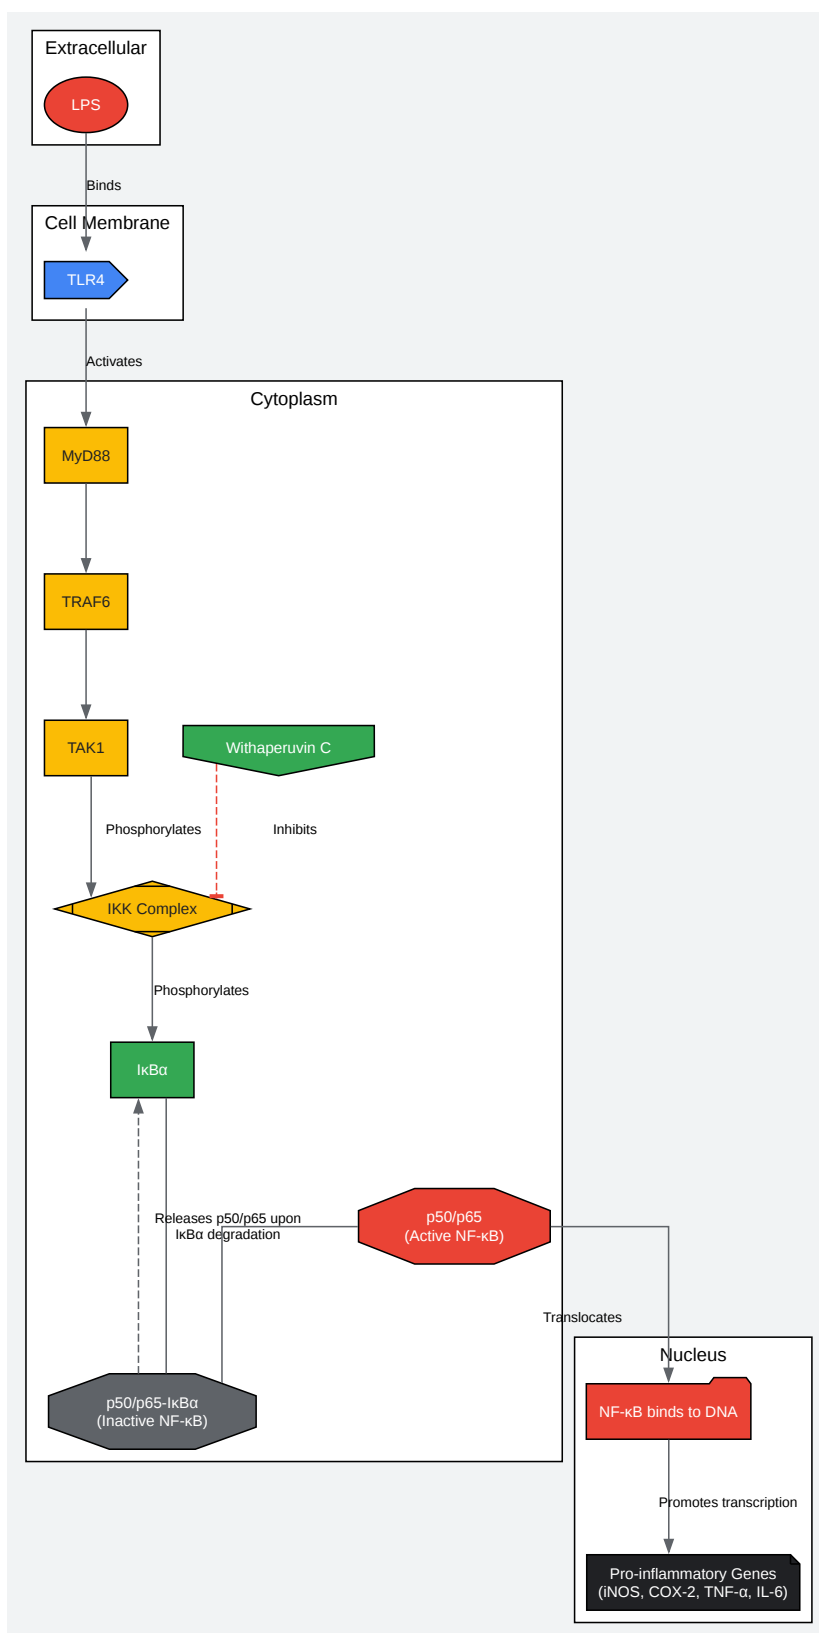 Extracellular
LPS
Binds
Cell Membrane
TLR4
Activates
Cytoplasm
MyD88
TRAF6
TAK1
Withaperuvin C
Phosphorylates
Inhibits
IKK Complex
Phosphorylates
IκBα
Releases p50/p65 upon
IκBα degradation
p50/p65
(Active NF-κB)
Translocates
Nucleus
p50/p65-IκBα
(Inactive NF-κB)
NF-κB binds to DNA
Promotes transcription
Pro-inflammatory Genes
(iNOS, COX-2, TNF-α, IL-6)